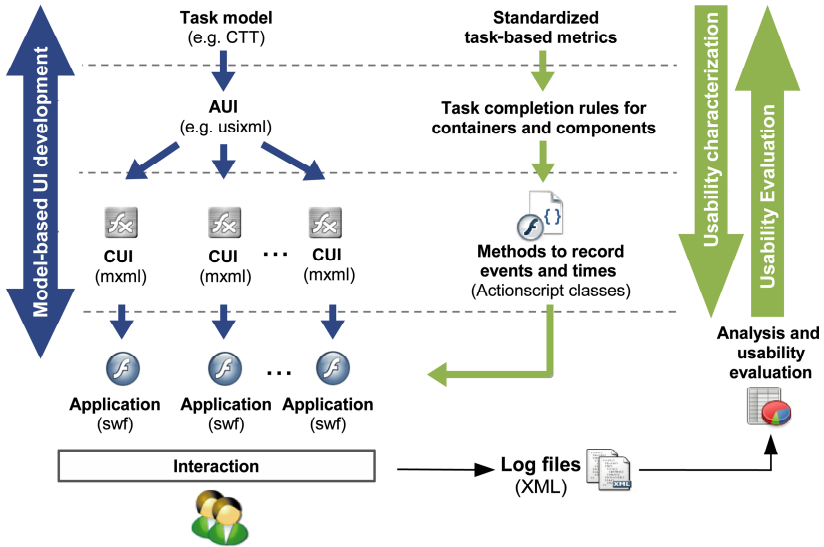 Task model
(e.g. CTT)
Standardized
task-based metrics
Model-based UI development
Usability characterization
Usability Evaluation
AUI
(e.g. usixml)
Task completion rules for
containers and components
CUI
(mxml)
CUI
(mxml)
...
CUI
(mxml)
{ }
Methods to record
events and times
(Actionscript classes)
Application
(swf)
Application
(swf)
...
Application
(swf)
Analysis and
usability
evaluation
Interaction
Log files
(XML)
XML